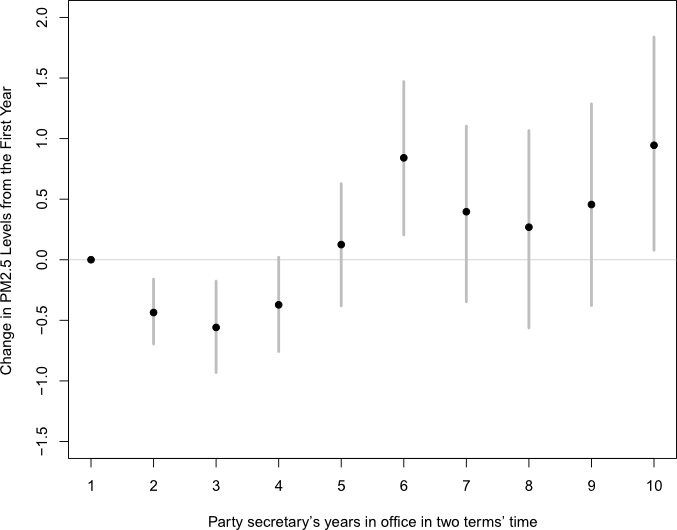 Change in PM2.5 Levels from the First Year
2.0
1.5
1.0
0.5
0.0
−0.5
−1.0
−1.5
1 2 3 4 5 6 7 8 9 10
Party secretary’s years in office in two terms’ time